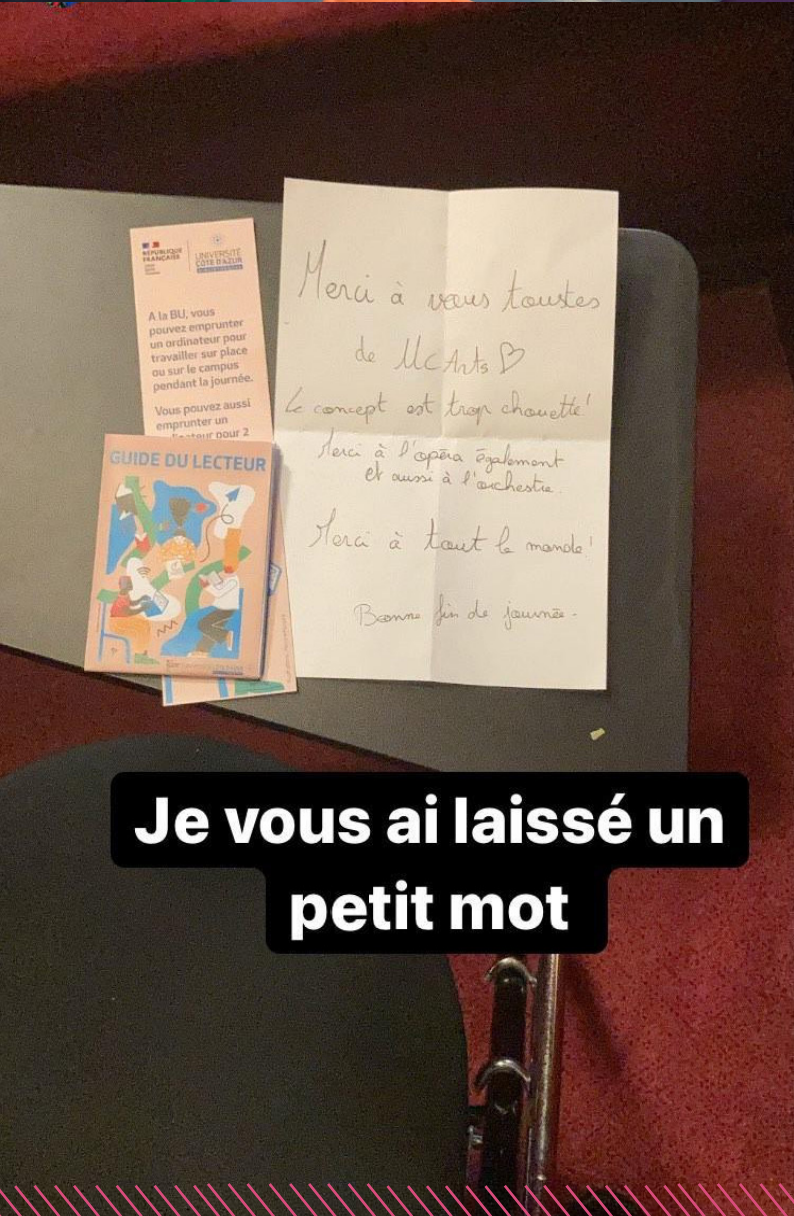 RÉPUBLIQUE
FRANÇAISE
UNIVERSITÉ
CÔTE D'AZUR
A la BU, vous
pouvez emprunter
un ordinateur pour
travailler sur place
ou sur le campus
pendant la journée.
Vous pouvez aussi
emprunter un
pour 2
GUIDE DU LECTEUR
Merci à vous toustes
de UCArts
Le concept est trop chouette!
Merci à l'opéra également
et aussi à l'orchestre.
Merci à tout le monde!
Bonne fin de journée.
Je vous ai laissé un
petit mot